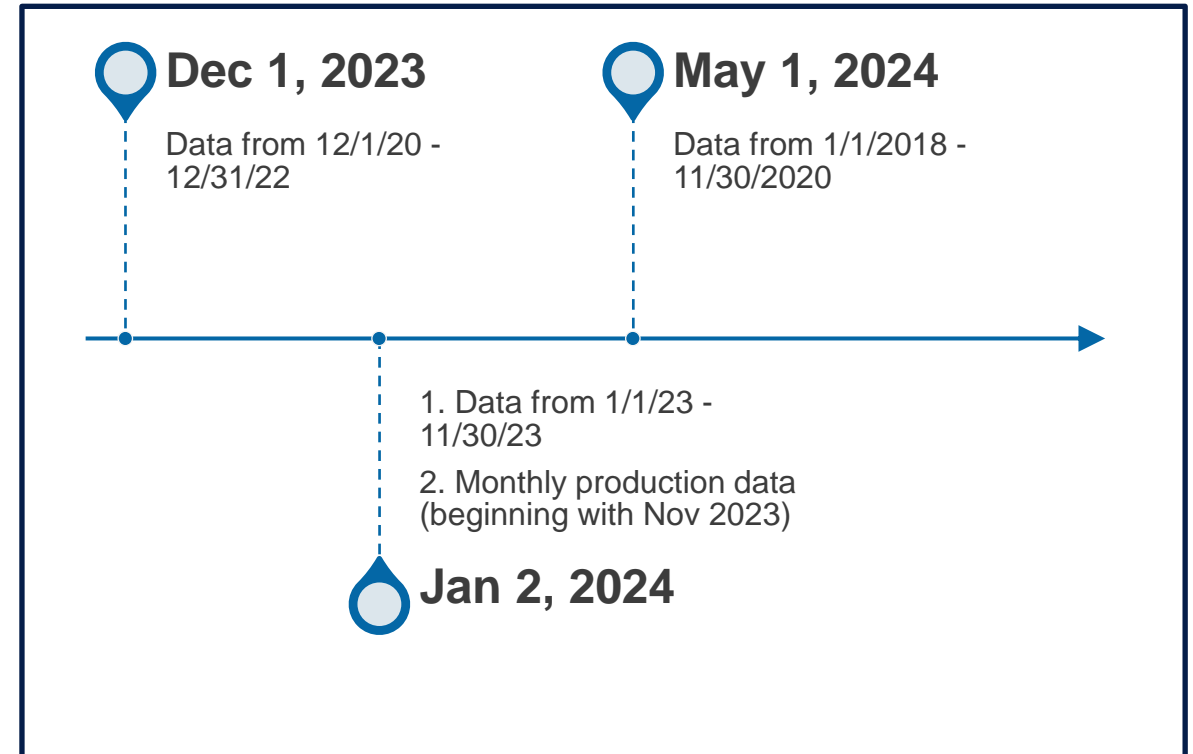 Dec 1, 2023
Data from 12/1/20 -
12/31/22
May 1, 2024
Data from 1/1/2018 -
11/30/2020
1. Data from 1/1/23 -
11/30/23
2. Monthly production data
(beginning with Nov 2023)
Jan 2, 2024